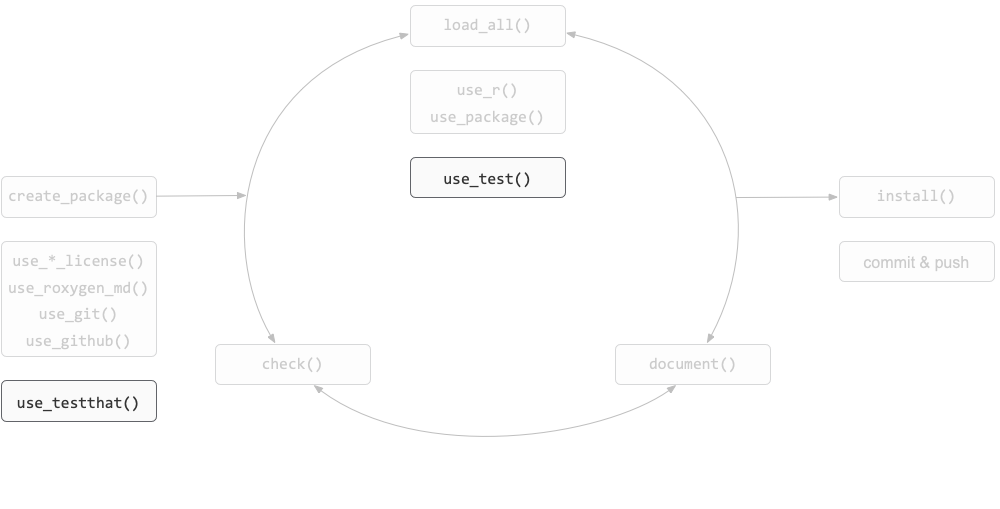 load_all()
use_r()
use_package()
use_test()
create_package()
use_*_license()
use_roxygen_md()
use_git()
use_github()
use_testthat()
install()
commit & push
check()
document()